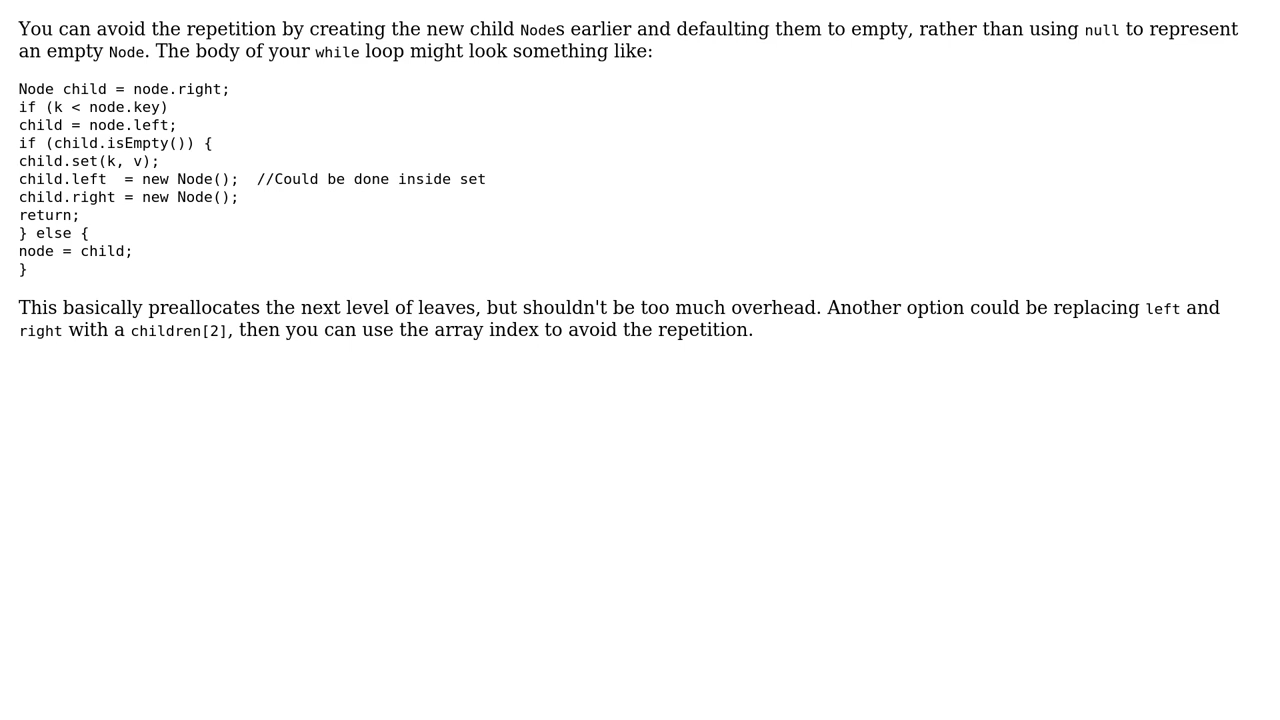 You can avoid the repetition by creating the new child Nodes earlier and defaulting them to empty, rather than using null to represent
an empty Node. The body of your while loop might look something like:
Node child = node.right;
if (k < node.key)
child = node.left;
if (child.isEmpty()) {
child.set(k, v);
child.left  = new Node();  //Could be done inside set
child.right = new Node();
return;
} else {
node = child;
}
This basically preallocates the next level of leaves, but shouldn't be too much overhead. Another option could be replacing left and
right with a children[2], then you can use the array index to avoid the repetition.